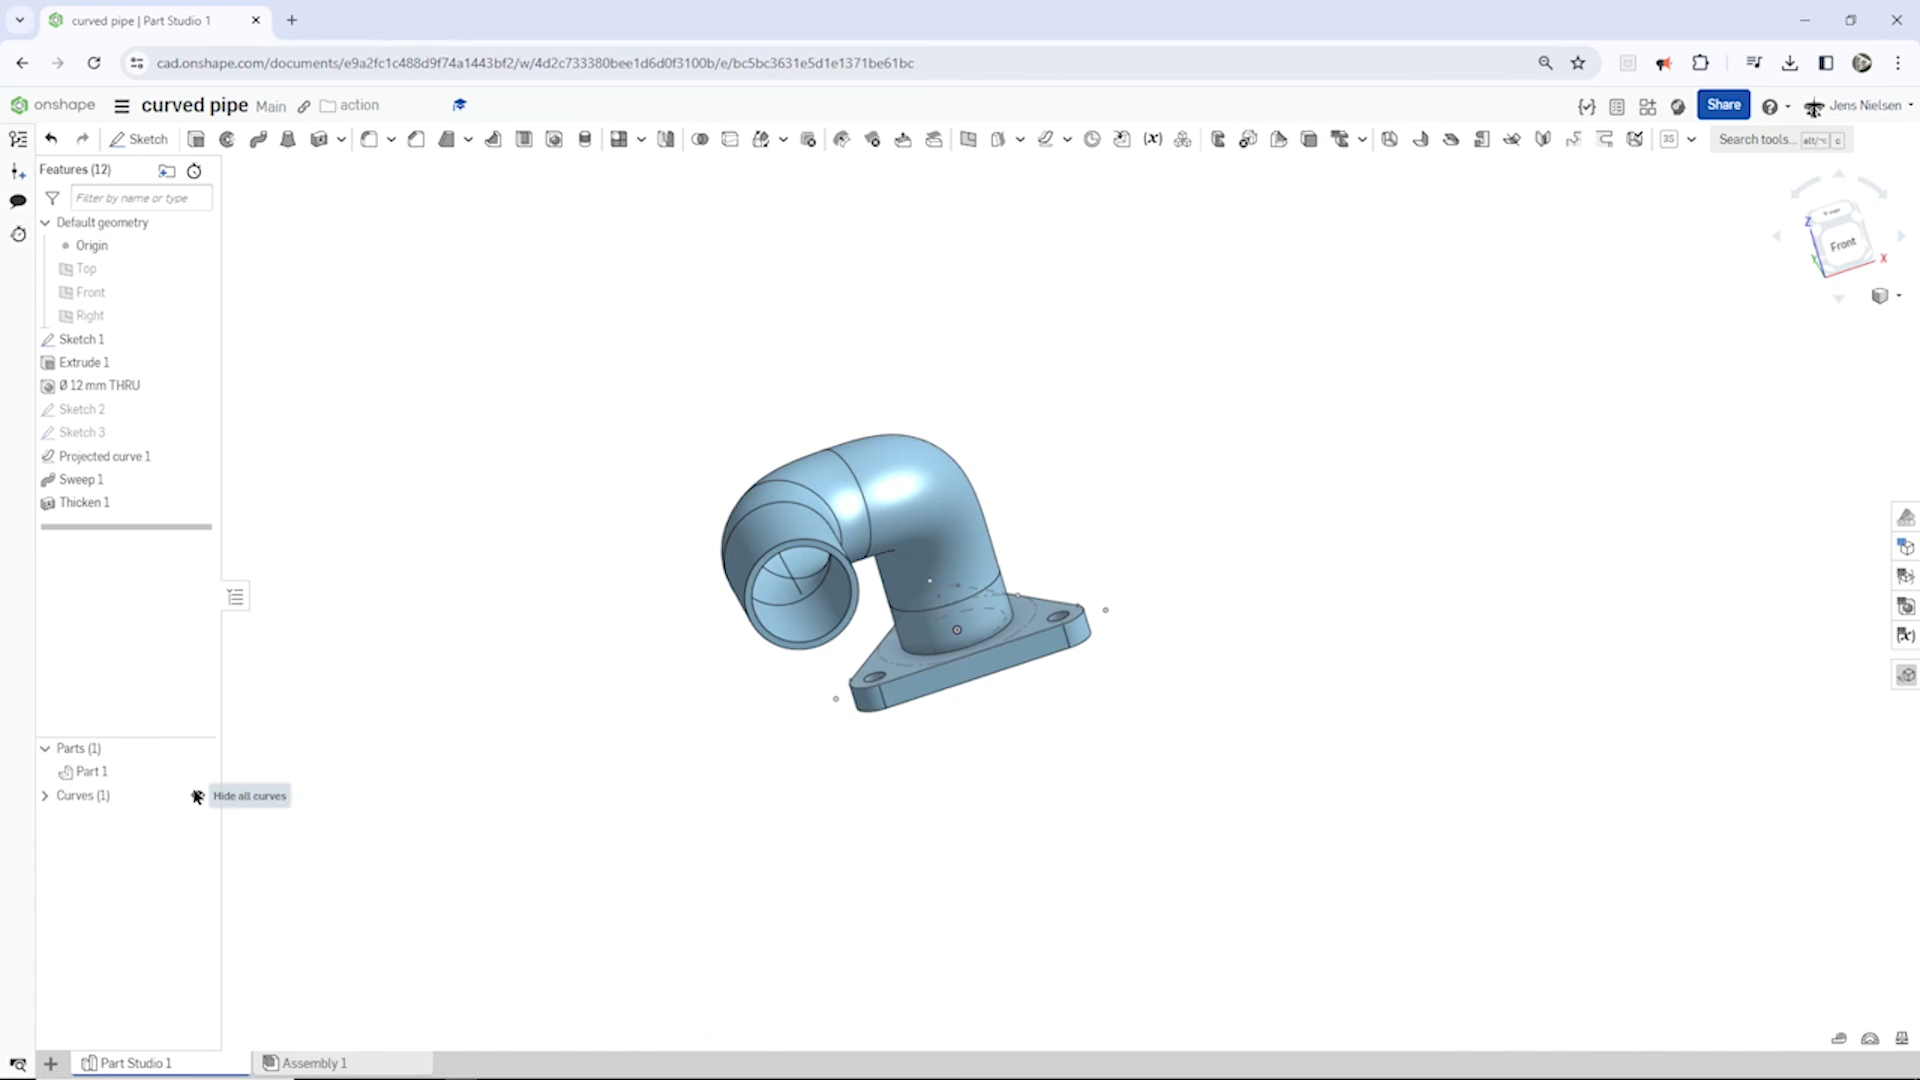 curved pipe | Part Studio 1
cad.onshape.com/documents/e9a2fc1c488d9f74a1443bf2/w/4d2c733380bee1d6d0f3100b/e/bc5bc3631e5d1e1371be61bc
onshape curved pipe Main action Share Jens Nielsen
Sketch Search tools... alt/⌥ c
Features (12)
Filter by name or type
Default geometry
Origin
Top
Front
Right
Sketch 1
Extrude 1
Ø 12 mm THRU
Sketch 2
Sketch 3
Projected curve 1
Sweep 1
Thicken 1
Z
Front
Y
X
Parts (1)
Part 1
Curves (1)
Hide all curves
Part Studio 1
Assembly 1